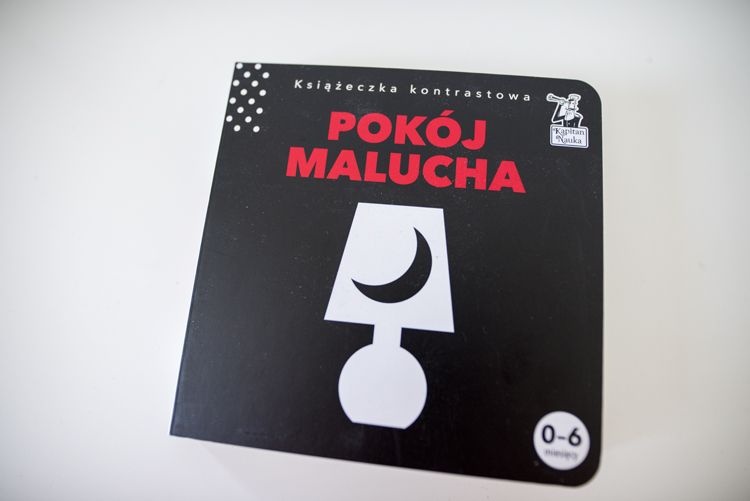 Książeczka kontrastowa
POKÓJ
MALUCHA
Kapitan
Nauka
0-6
miesięcy